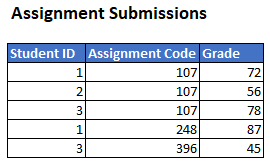 Assignment Submissions
Student ID Assignment Code Grade
1 107 72
2 107 56
3 107 78
1 248 87
3 396 45